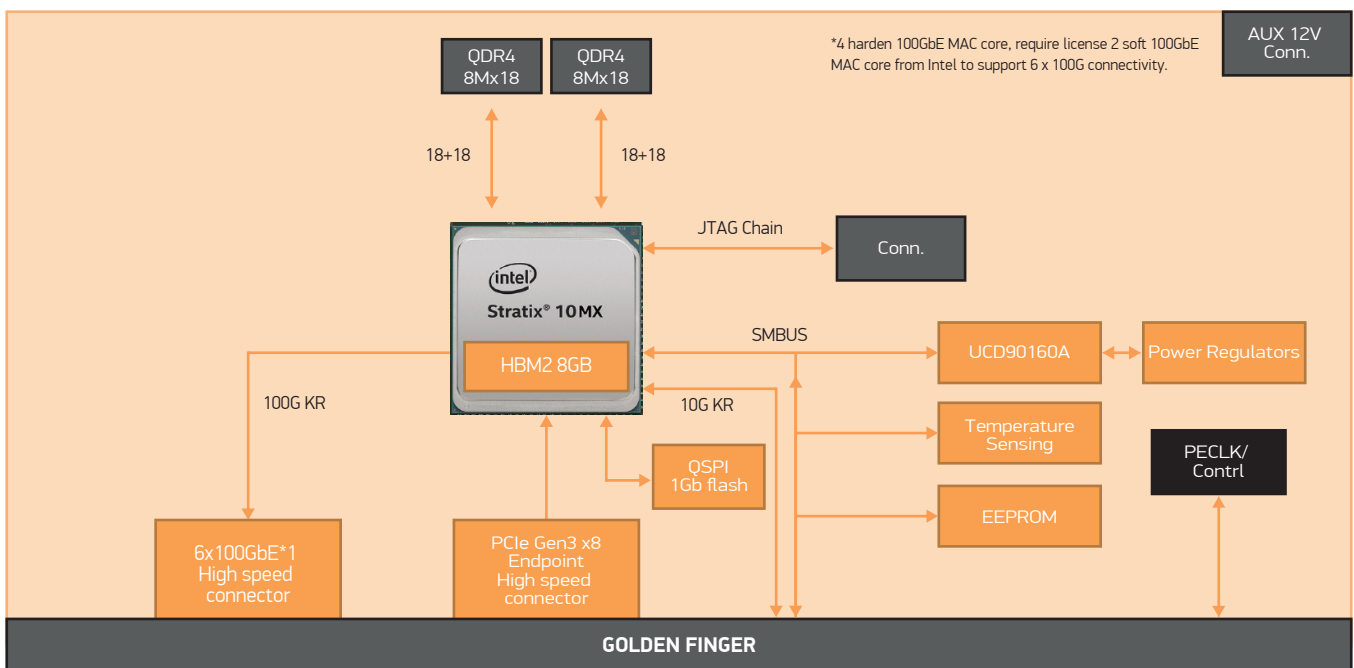 QDR4
8Mx18
QDR4
8Mx18
*4 harden 100GbE MAC core, require license 2 soft 100GbE
MAC core from Intel to support 6 x 100G connectivity.
AUX 12V
Conn.
18+18
18+18
JTAG Chain
Conn.
intel
Stratix® 10 MX
HBM2 8GB
SMBUS
UCD90160A
Power Regulators
100G KR
10G KR
Temperature
Sensing
PECLK/
Contrl
QSPI
1Gb flash
EEPROM
6x100GbE*1
High speed
connector
PCIe Gen3 x8
Endpoint
High speed
connector
GOLDEN FINGER